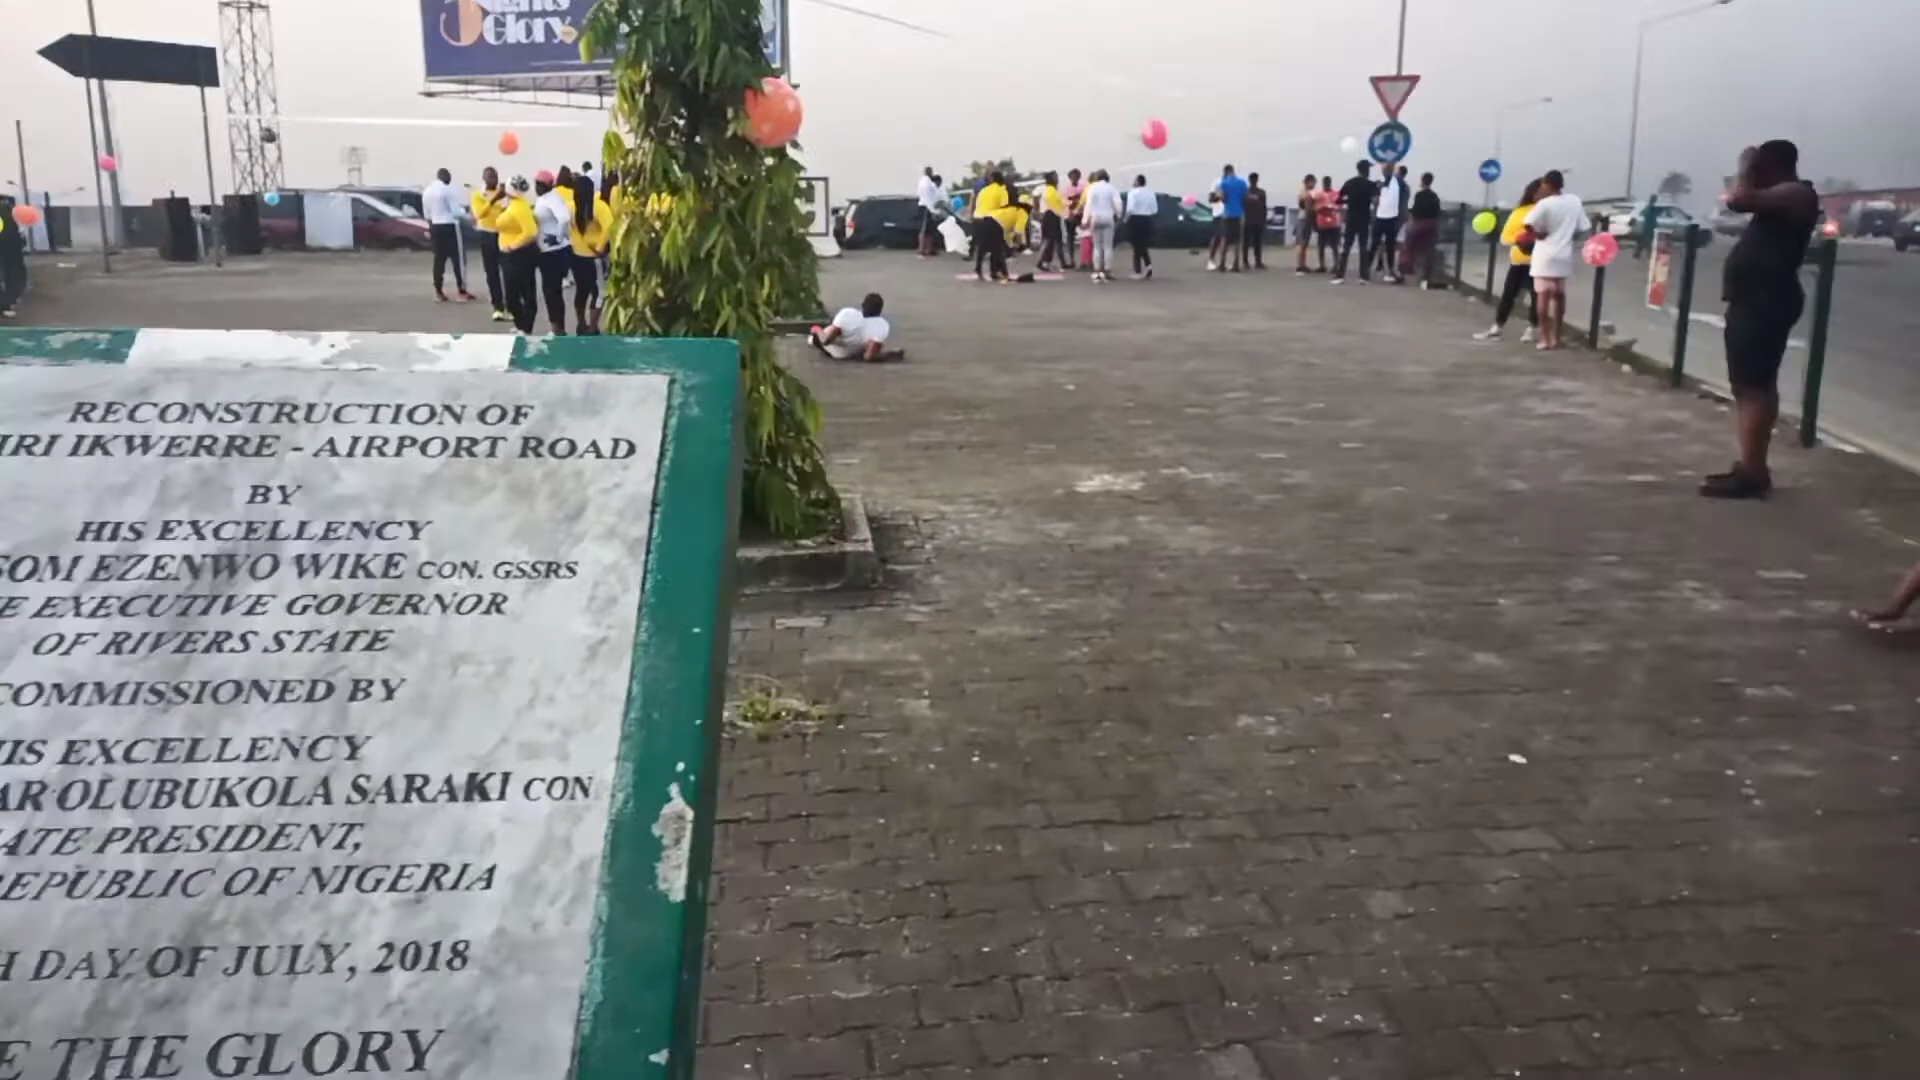 Glory
RECONSTRUCTION OF
IRI IKWERRE - AIRPORT ROAD
BY
HIS EXCELLENCY
SOM EZENWO WIKE CON. GSSRS
E EXECUTIVE GOVERNOR
OF RIVERS STATE
COMMISSIONED BY
IS EXCELLENCY
AR OLUBUKOLA SARAKI CON
ATE PRESIDENT,
REPUBLIC OF NIGERIA
H DAY OF JULY, 2018
E THE GLORY